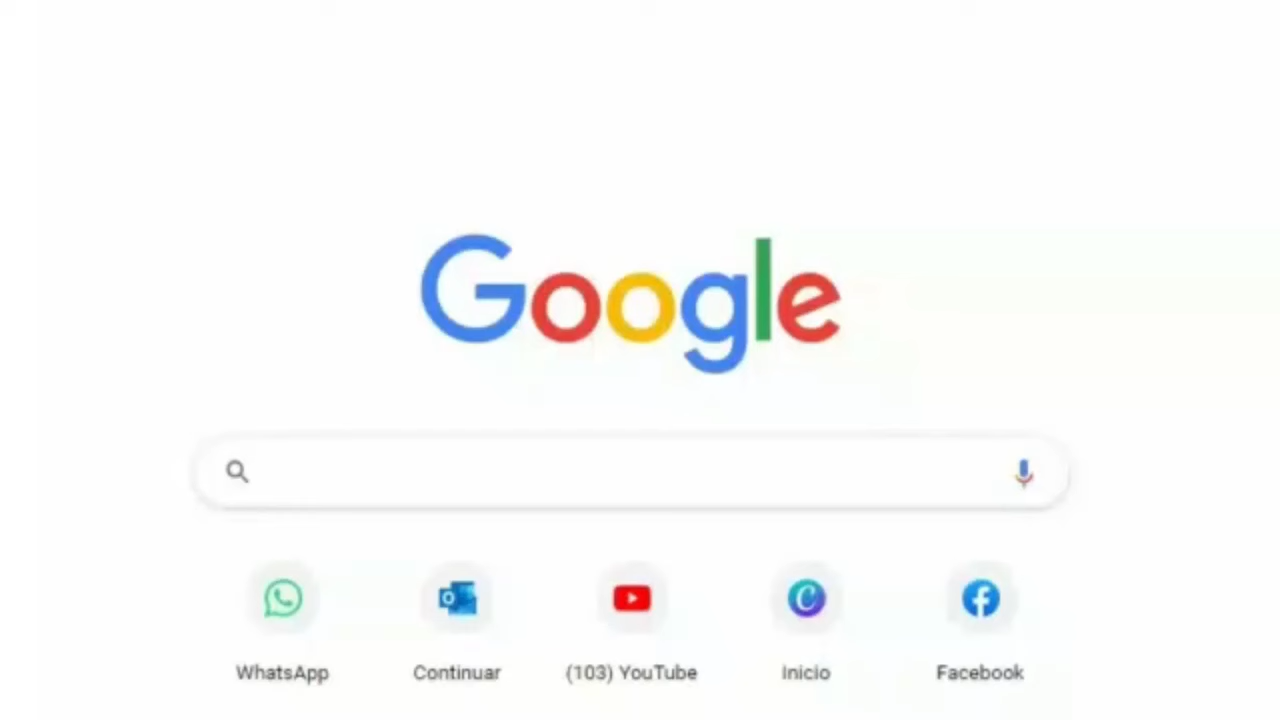 Google
WhatsApp
Continuar
(103) YouTube
Inicio
Facebook